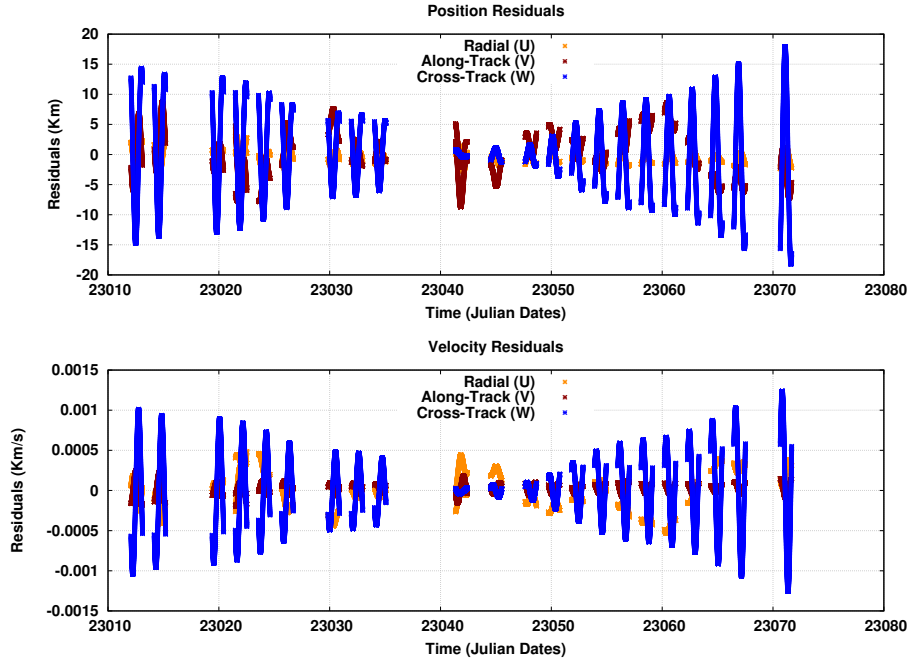 Position Residuals
Residuals (Km)
20
15
10
5
0
-5
-10
-15
-20
Radial (U)
Along-Track (V)
Cross-Track (W)
23010 23020 23030 23040 23050 23060 23070 23080
Time (Julian Dates)
Velocity Residuals
Residuals (Km/s)
0.0015
0.001
0.0005
0
-0.0005
-0.001
-0.0015
Radial (U)
Along-Track (V)
Cross-Track (W)
23010 23020 23030 23040 23050 23060 23070 23080
Time (Julian Dates)